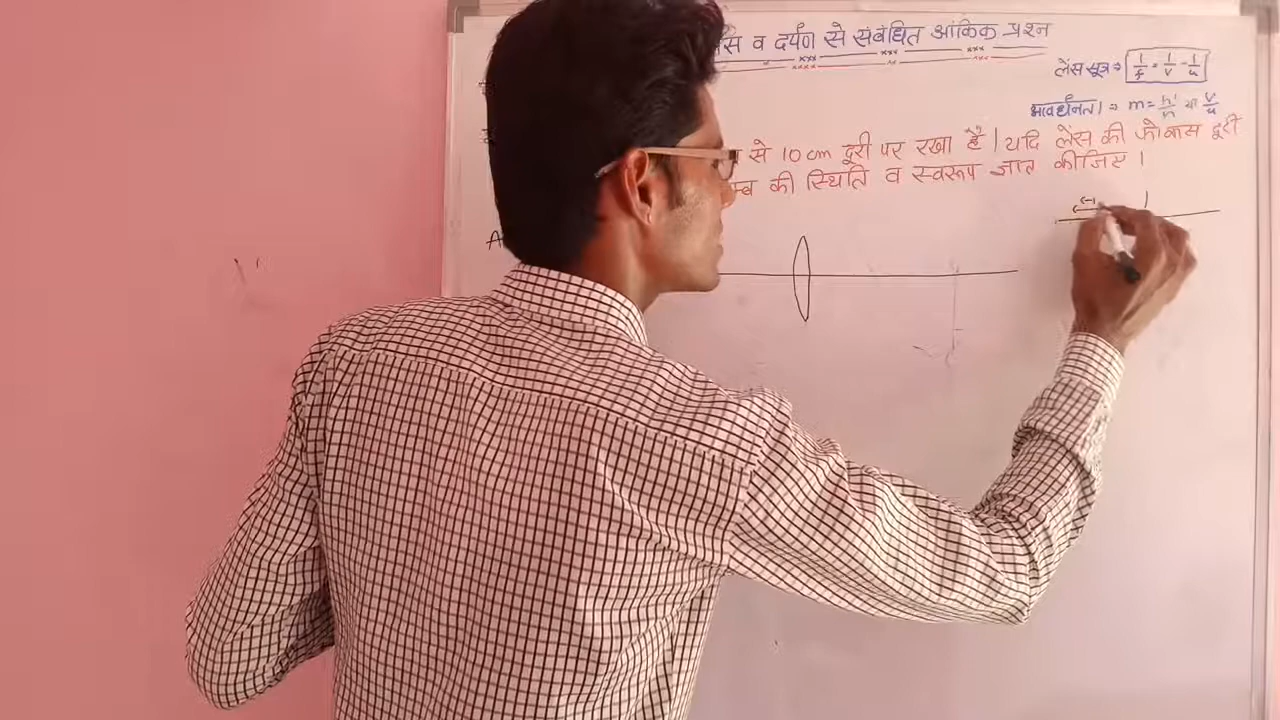 व दर्पण से संबंधित आंकिक प्रश्न
लेंस सूत्र ⇒ 1/f = 1/v - 1/u
आवर्धनता ⇒ m = h'/h या v/u
से 10 cm दूरी पर रखा है। यदि लेंस की फोकस दूरी
की स्थिति व स्वरूप ज्ञात कीजिए।
A